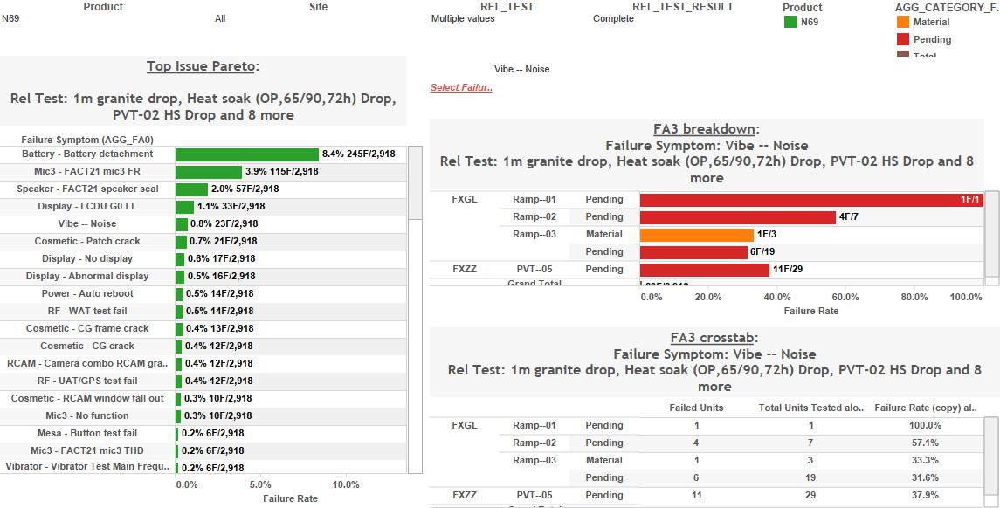 Product
Site
REL_TEST
REL_TEST_RESULT
Product
AGG_CATEGORY_F.
N69
All
Multiple values
Complete
N69
Material
Pending
Total
Top Issue Pareto:
Rel Test: 1m granite drop, Heat soak (OP,65/90,72h) Drop,
PVT-02 HS Drop and 8 more
Failure Symptom (AGG_FA0)
Battery - Battery detachment 8.4% 245F/2,918
Mic3 - FACT21 mic3 FR 3.9% 115F/2,918
Speaker - FACT21 speaker seal 2.0% 57F/2,918
Display - LCDU G0 LL 1.1% 33F/2,918
Vibe -- Noise 0.8% 23F/2,918
Cosmetic - Patch crack 0.7% 21F/2,918
Display - No display 0.6% 17F/2,918
Display - Abnormal display 0.5% 16F/2,918
Power - Auto reboot 0.5% 14F/2,918
RF - WAT test fail 0.5% 14F/2,918
Cosmetic - CG frame crack 0.4% 13F/2,918
Cosmetic - CG crack 0.4% 12F/2,918
RCAM - Camera combo RCAM gra.. 0.4% 12F/2,918
RF - UAT/GPS test fail 0.4% 12F/2,918
Cosmetic - RCAM window fall out 0.3% 10F/2,918
Mic3 - No function 0.3% 10F/2,918
Mesa - Button test fail 0.2% 6F/2,918
Mic3 - FACT21 mic3 THD 0.2% 6F/2,918
Vibrator - Vibrator Test Main Frequ.. 0.2% 6F/2,918
0.0% 5.0% 10.0%
Failure Rate
Vibe -- Noise
Select Failur..
FA3 breakdown:
Failure Symptom: Vibe -- Noise
Rel Test: 1m granite drop, Heat soak (OP,65/90,72h) Drop, PVT-02 HS Drop and 8
more
FXGL Ramp--01 Pending 1F/1
Ramp--02 Pending 4F/7
Ramp--03 Material 1F/3
Pending 6F/19
FXZZ PVT--05 Pending 11F/29
Grand Total 23F/2,918
0.0% 20.0% 40.0% 60.0% 80.0% 100.0%
Failure Rate
FA3 crosstab:
Failure Symptom: Vibe -- Noise
Rel Test: 1m granite drop, Heat soak (OP,65/90,72h) Drop, PVT-02 HS Drop and 8
more
Failed Units Total Units Tested alo.. Failure Rate (copy) al..
FXGL Ramp--01 Pending 1 1 100.0%
Ramp--02 Pending 4 7 57.1%
Ramp--03 Material 1 3 33.3%
Pending 6 19 31.6%
FXZZ PVT--05 Pending 11 29 37.9%